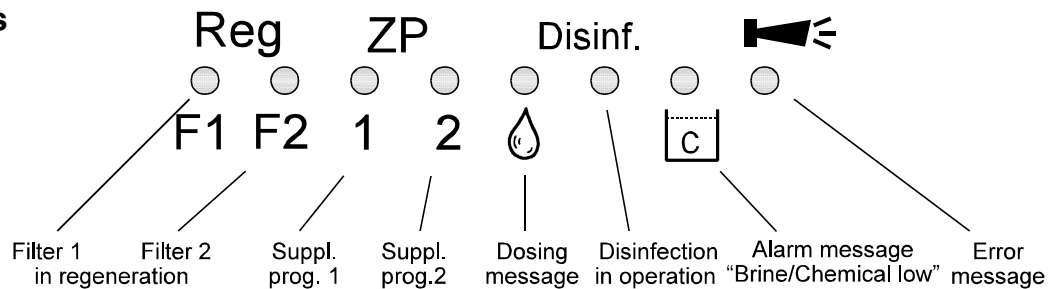 s
Reg ZP Disinf.
F1 F2 1 2 C
Filter 1 Filter 2 Suppl. Suppl. Dosing Disinfection Alarm message Error
in regeneration prog. 1 prog.2 message in operation “Brine/Chemical low” message